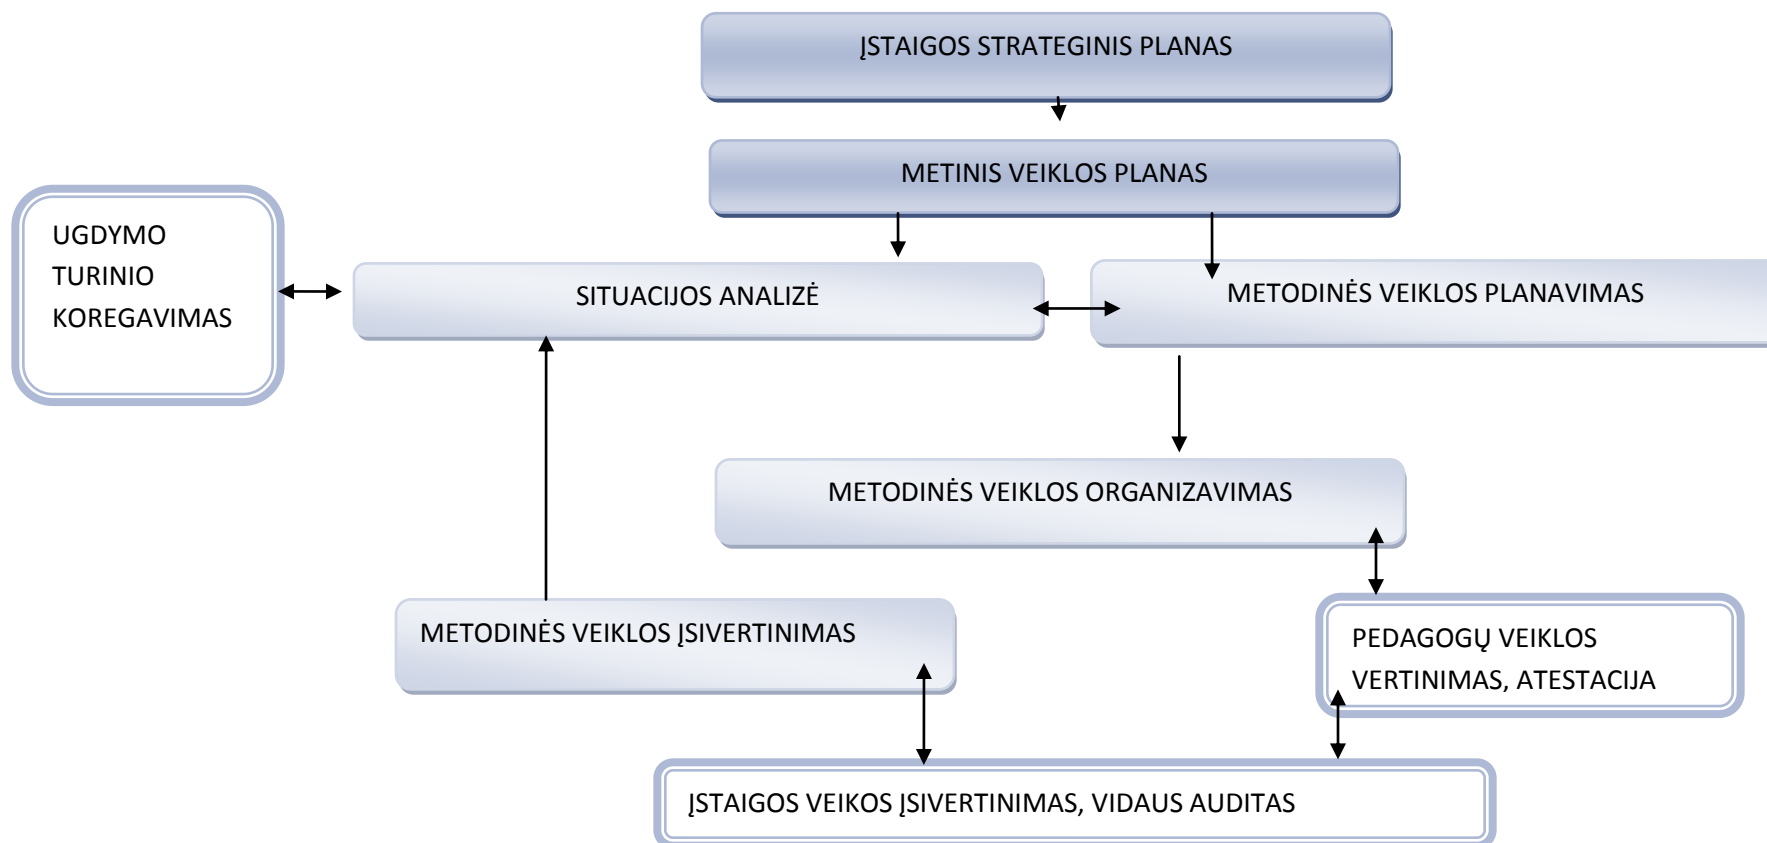 ĮSTAIGOS STRATEGINIS PLANAS
METINIS VEIKLOS PLANAS
UGDYMO
TURINIO
KOREGAVIMAS
SITUACIJOS ANALIZĖ
METODINĖS VEIKLOS PLANAVIMAS
METODINĖS VEIKLOS ORGANIZAVIMAS
METODINĖS VEIKLOS ĮSIVERTINIMAS
PEDAGOGŲ VEIKLOS
VERTINIMAS, ATESTACIJA
ĮSTAIGOS VEIKOS ĮSIVERTINIMAS, VIDAUS AUDITAS